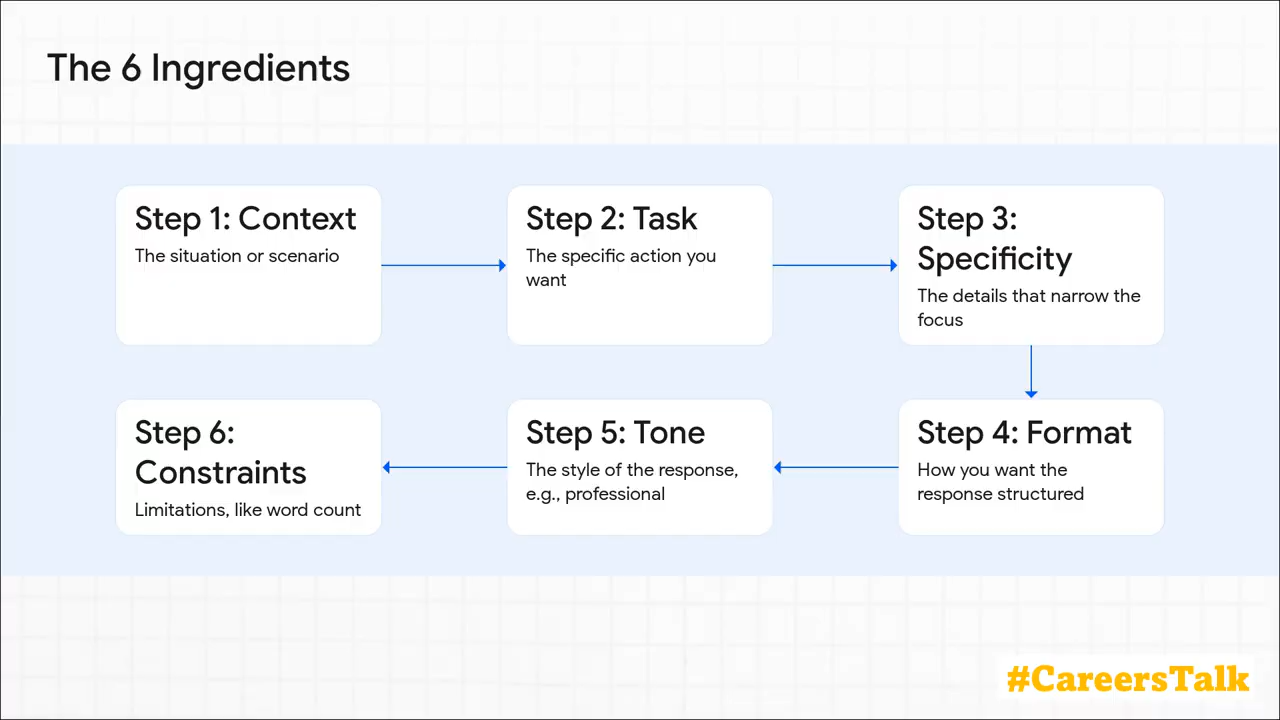 The 6 Ingredients
Step 1: Context
The situation or scenario
Step 2: Task
The specific action you
want
Step 3:
Specificity
The details that narrow the
focus
Step 4: Format
How you want the
response structured
Step 5: Tone
The style of the response,
e.g., professional
Step 6:
Constraints
Limitations, like word count
#CareersTalk